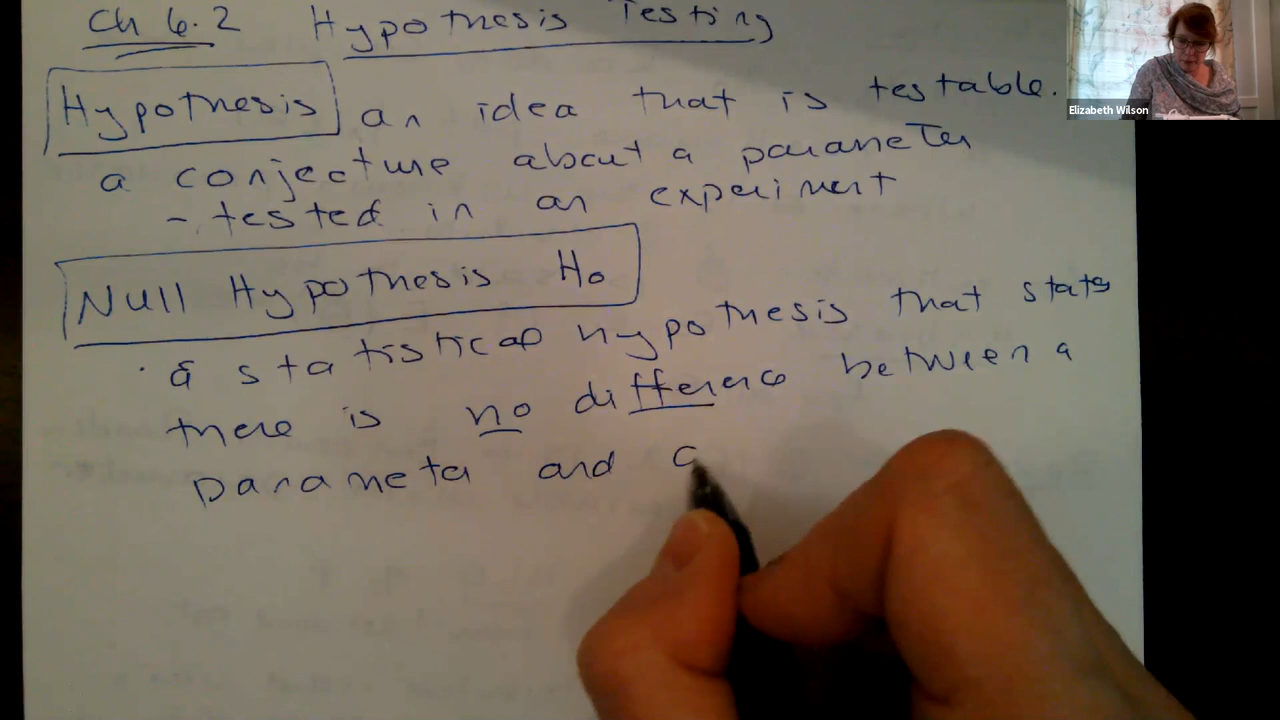 Ch 6.2 Hypothesis Testing
Hypothesis an idea that is testable.
a conjecture about a parameter
- tested in an experiment
Null Hypothesis H₀
· a statistical hypothesis that states
there is no difference between a
parameter and a
Elizabeth Wilson